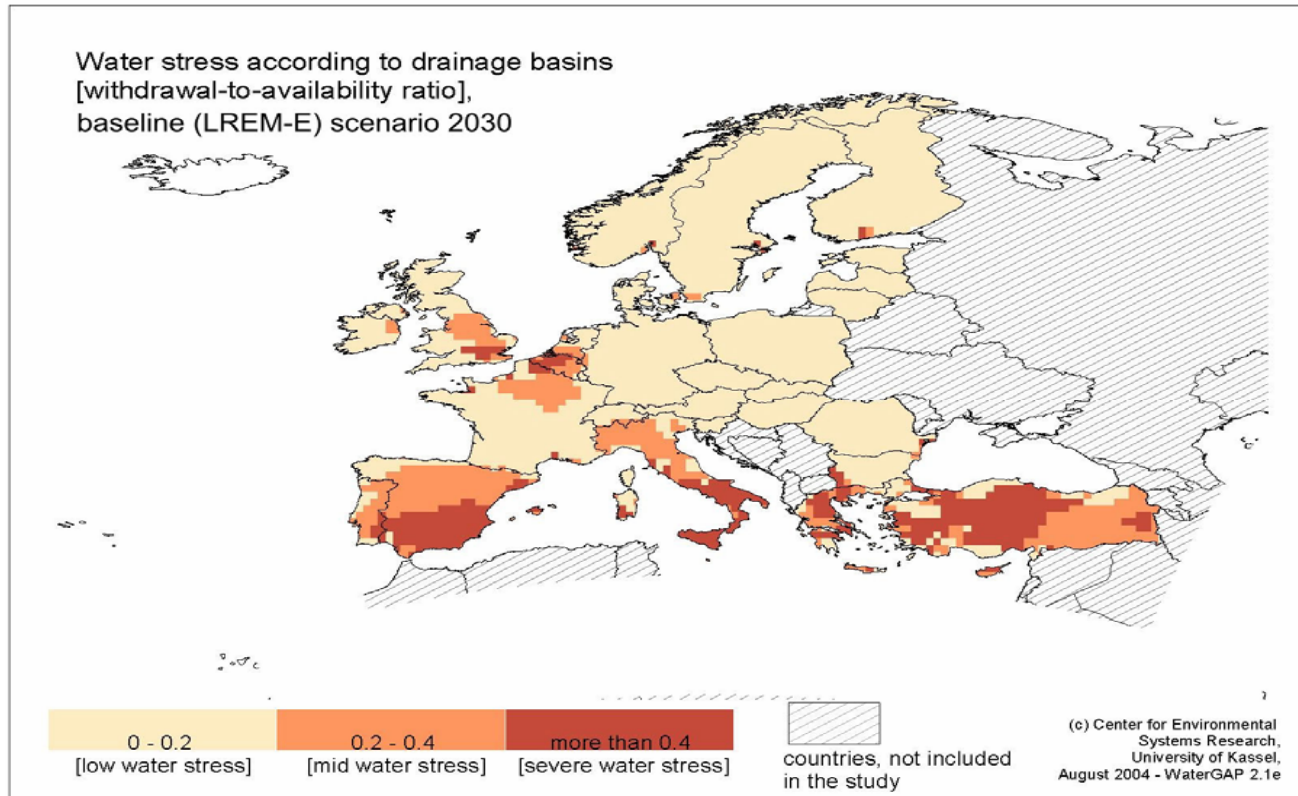 Water stress according to drainage basins
[withdrawal-to-availability ratio],
baseline (LREM-E) scenario 2030
0 - 0.2
[low water stress]
0.2 - 0.4
[mid water stress]
more than 0.4
[severe water stress]
countries, not included
in the study
(c) Center for Environmental
Systems Research,
University of Kassel,
August 2004 - WaterGAP 2.1e